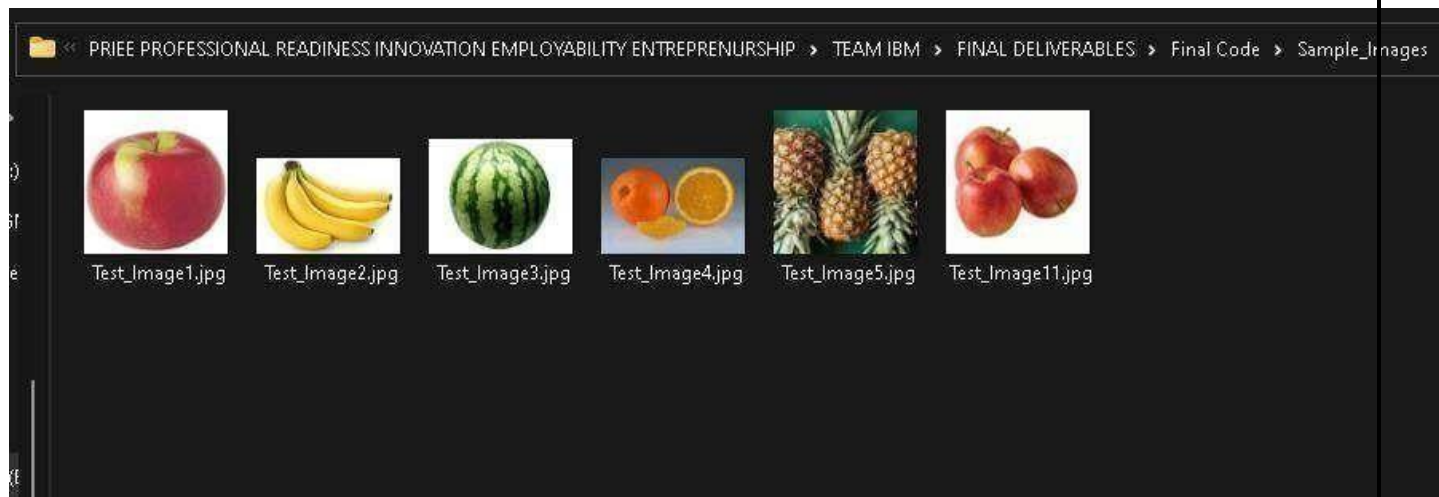 « PRIEE PROFESSIONAL READINESS INNOVATION EMPLOYABILITY ENTREPRENURSHIP > TEAM IBM > FINAL DELIVERABLES > Final Code > Sample_Images
Test_Image1.jpg Test_Image2.jpg Test_Image3.jpg Test_Image4.jpg Test_Image5.jpg Test_Image11.jpg